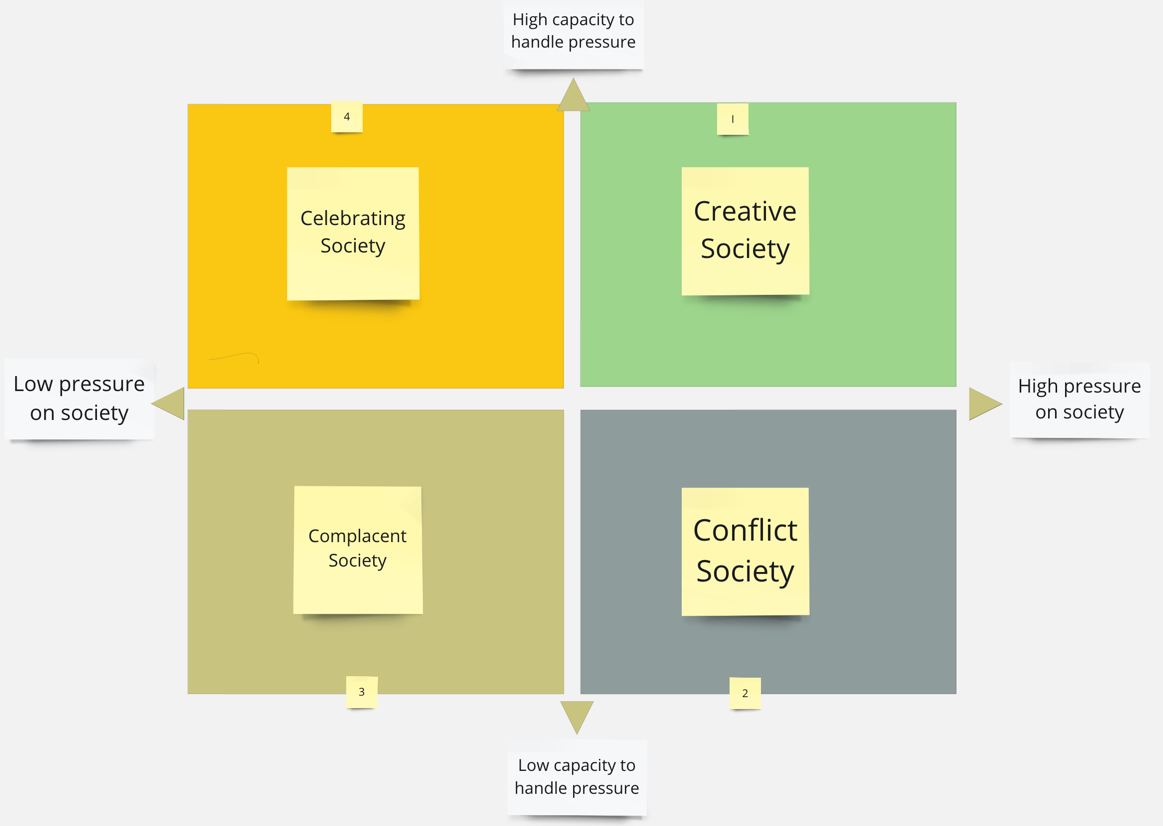 High capacity to
handle pressure
4
1
Celebrating
Society
Creative
Society
Low pressure
on society
High pressure
on society
Complacent
Society
Conflict
Society
3
2
Low capacity to
handle pressure